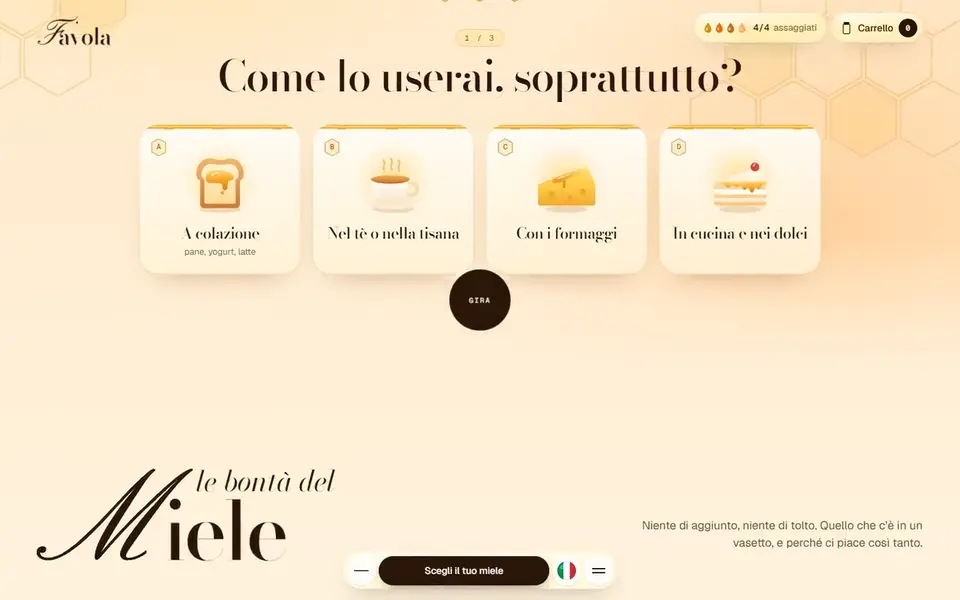 Favola
4/4 assaggiati
Carrello 0
1 / 3
Come lo userai, soprattutto?
A
B
C
D
A colazione
pane, yogurt, latte
Nel tè o nella tisana
Con i formaggi
In cucina e nei dolci
GIRA
le bontà del
Miele
Niente di aggiunto, niente di tolto. Quello che c'è in un
vasetto, e perché ci piace così tanto.
Scegli il tuo miele